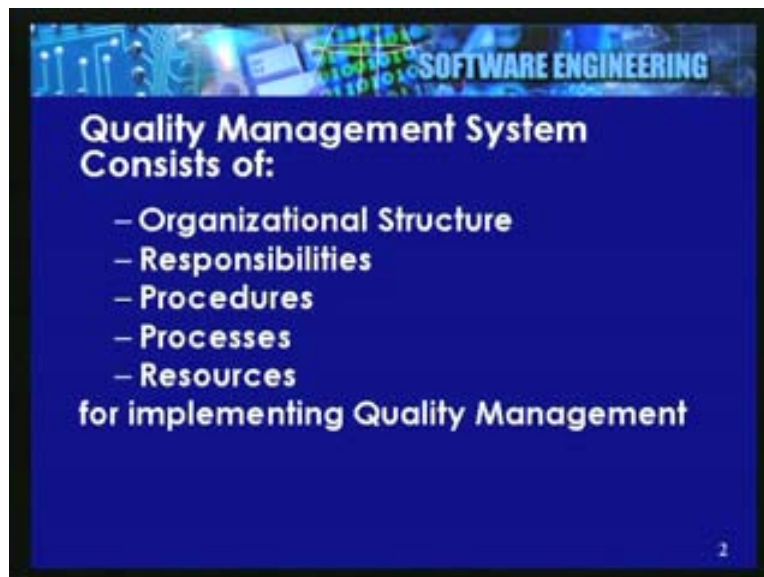 SOFTWARE ENGINEERING
Quality Management System
Consists of:
– Organizational Structure
– Responsibilities
– Procedures
– Processes
– Resources
for implementing Quality Management
2